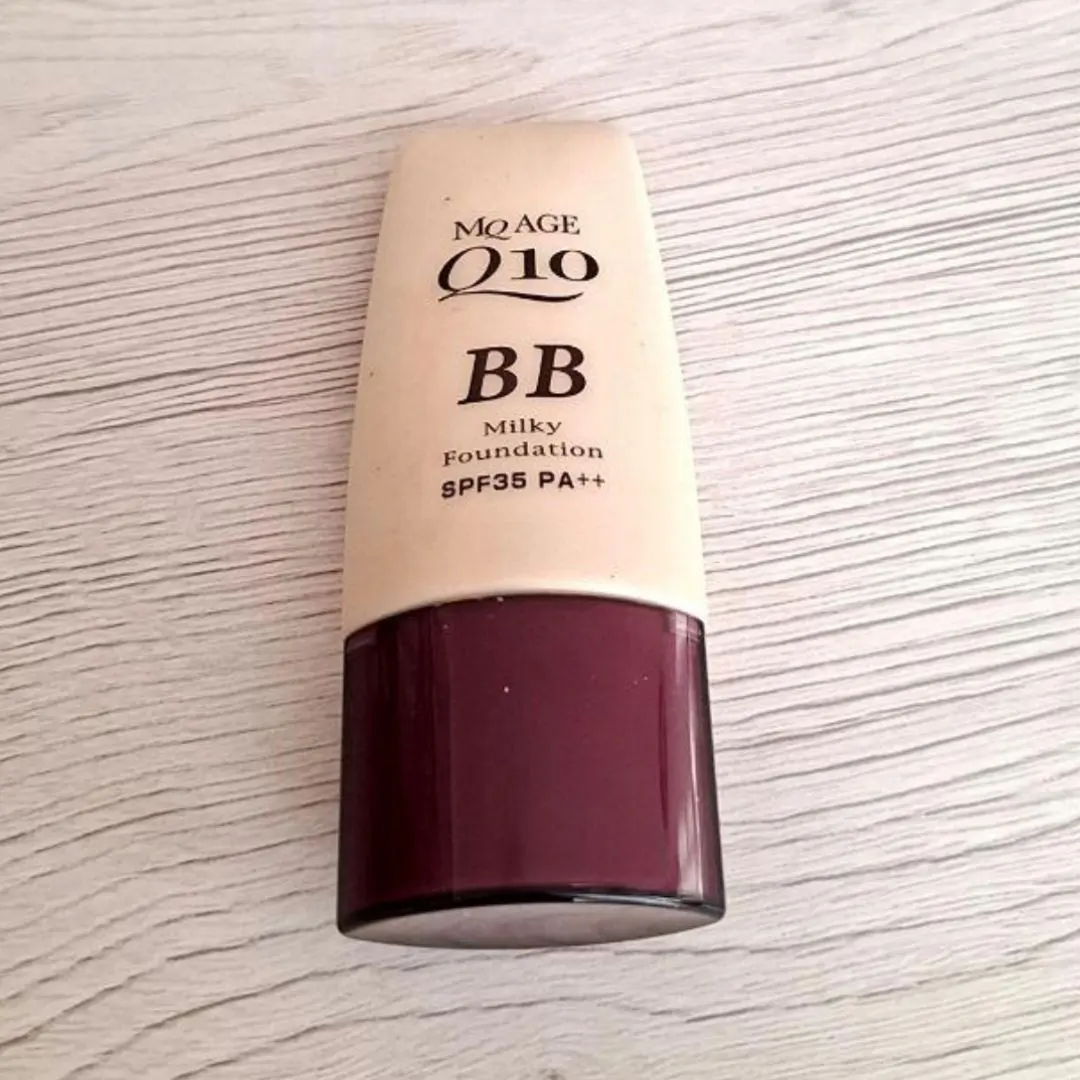 MQ AGE
Q10
BB
Milky
Foundation
SPF35 PA++